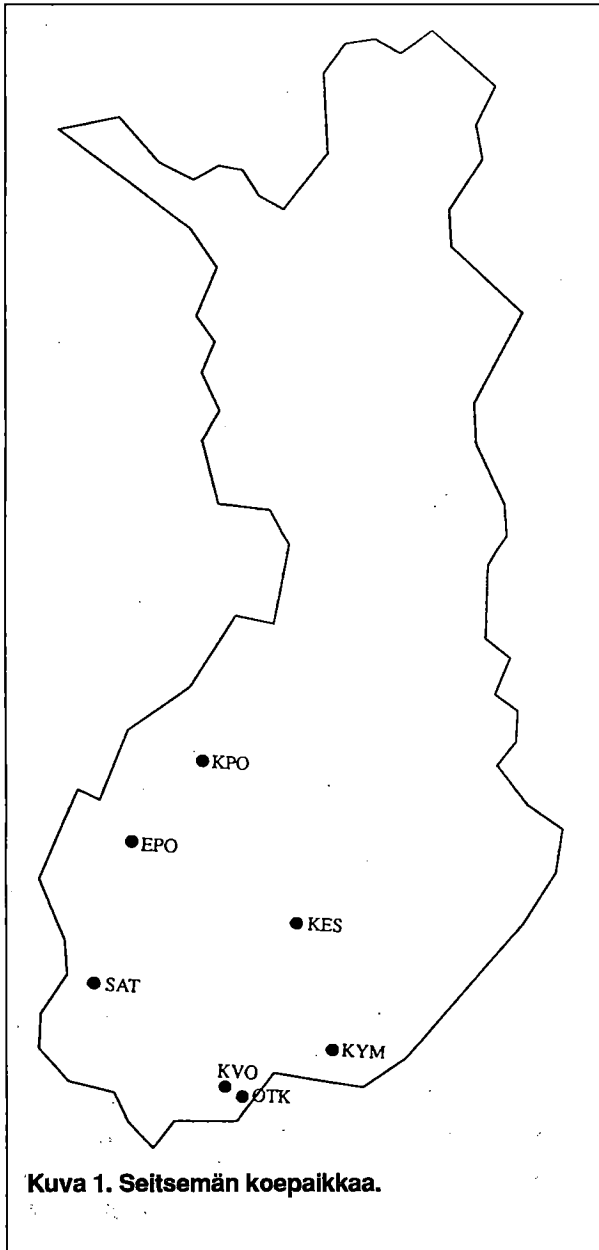 KPO
EPO
KES
SAT
KYM
KVO
OTK
Kuva 1. Seitsemän koepaikkaa.